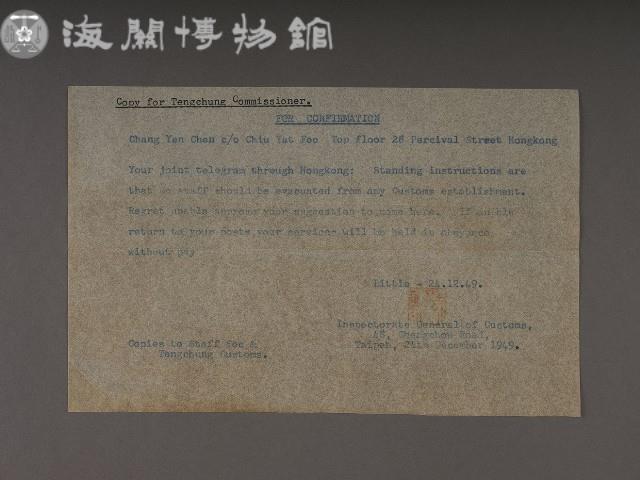 海關博物館
Copy for Tengchung Commissioner.
FOR CONFIRMATION
Chang Yen Chen c/o Chiu Yat Foo Top floor 28 Percival Street Hongkong
Your joint telegram through Hongkong: Standing instructions are
that no staff should be evacuated from any Customs establishment.
Regret unable approve your suggestion to come here. If unable
return to your posts your services will be held in abeyance
without pay
Little - 24.12.49.
Inspectorate General of Customs,
Chungchow Road,
Taipeh, 24th December 1949.
Copies to Staff Sec &
Tengchung Customs.